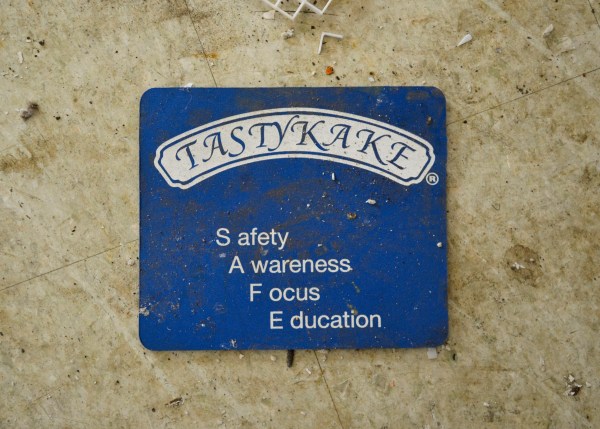 TASTYKAKE®
S afety
A wareness
F ocus
E ducation